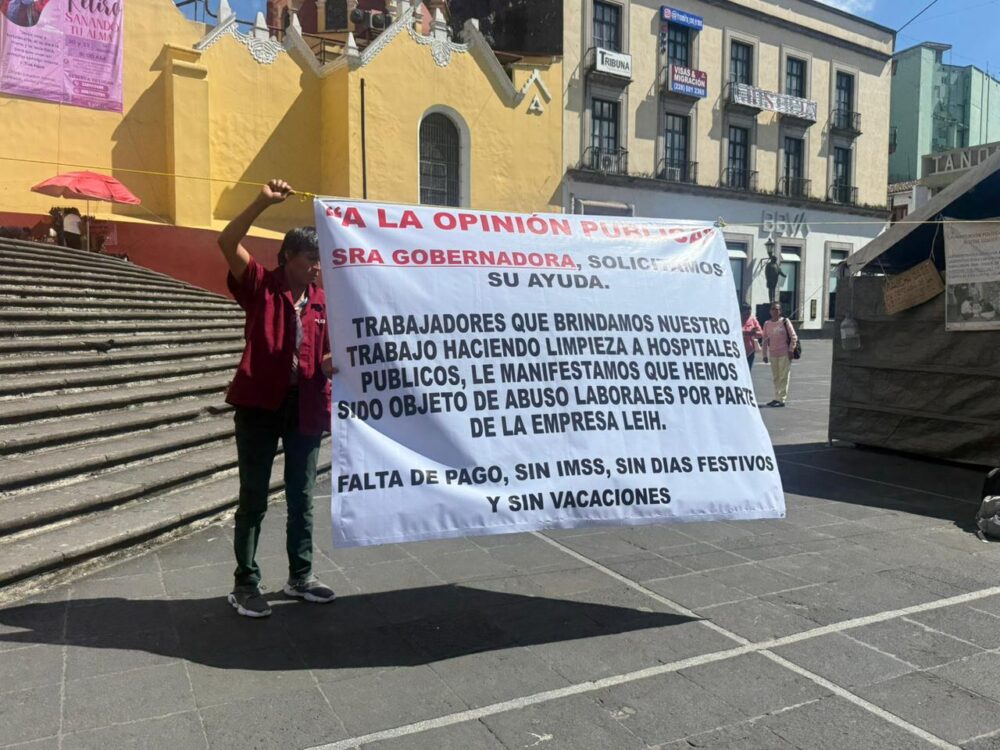 SANANDO
TU ALMA
TRIBUNA
VISAS &
MIGRACIÓN
BBVA
TANO
"A LA OPINIÓN PUBLICA"
SRA GOBERNADORA, SOLICITAMOS
SU AYUDA.
TRABAJADORES QUE BRINDAMOS NUESTRO
TRABAJO HACIENDO LIMPIEZA A HOSPITALES
PUBLICOS, LE MANIFESTAMOS QUE HEMOS
SIDO OBJETO DE ABUSO LABORALES POR PARTE
DE LA EMPRESA LEIH.
FALTA DE PAGO, SIN IMSS, SIN DIAS FESTIVOS
Y SIN VACACIONES